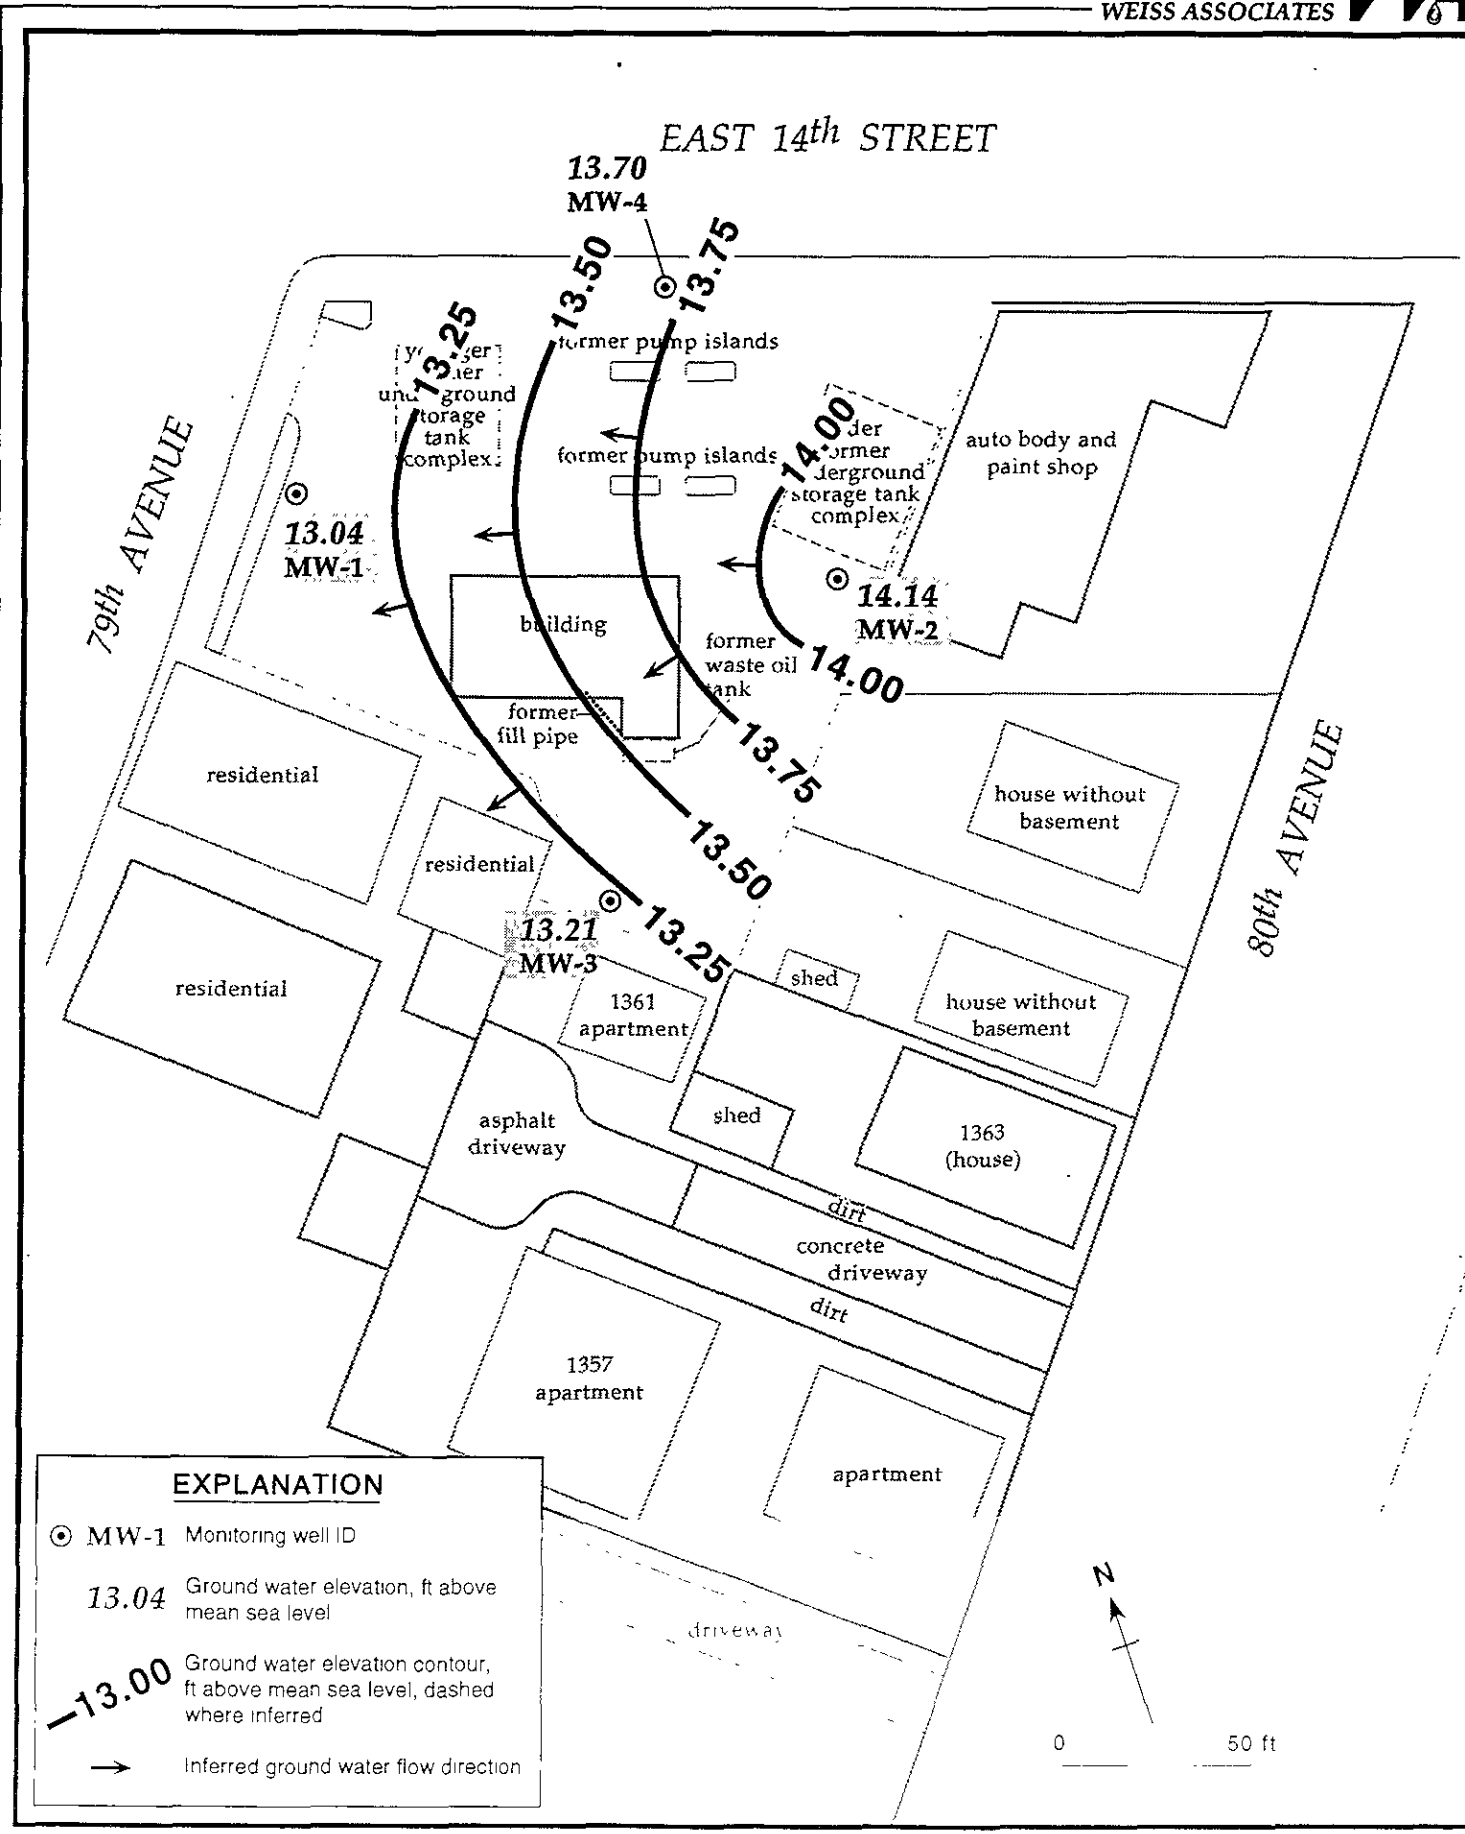 WEISS ASSOCIATES
EAST 14th STREET
13.70
MW-4
13.75
13.50
13.25
former pump islands
ground
storage
tank
complex
14.00
former
storage tank
complex
auto body and
paint shop
former pump islands
79th AVENUE
13.04
MW-1
14.14
MW-2
building
former
waste oil
tank
14.00
former
fill pipe
13.75
residential
house without
basement
80th AVENUE
13.50
residential
13.21
MW-3
13.25
residential
shed
1361
apartment
house without
basement
shed
asphalt
driveway
1363
(house)
dirt
concrete
driveway
dirt
1357
apartment
apartment
driveway
N
0 50 ft
EXPLANATION
MW-1 Monitoring well ID
13.04 Ground water elevation, ft above
mean sea level
13.00 Ground water elevation contour,
ft above mean sea level, dashed
where inferred
Inferred ground water flow direction